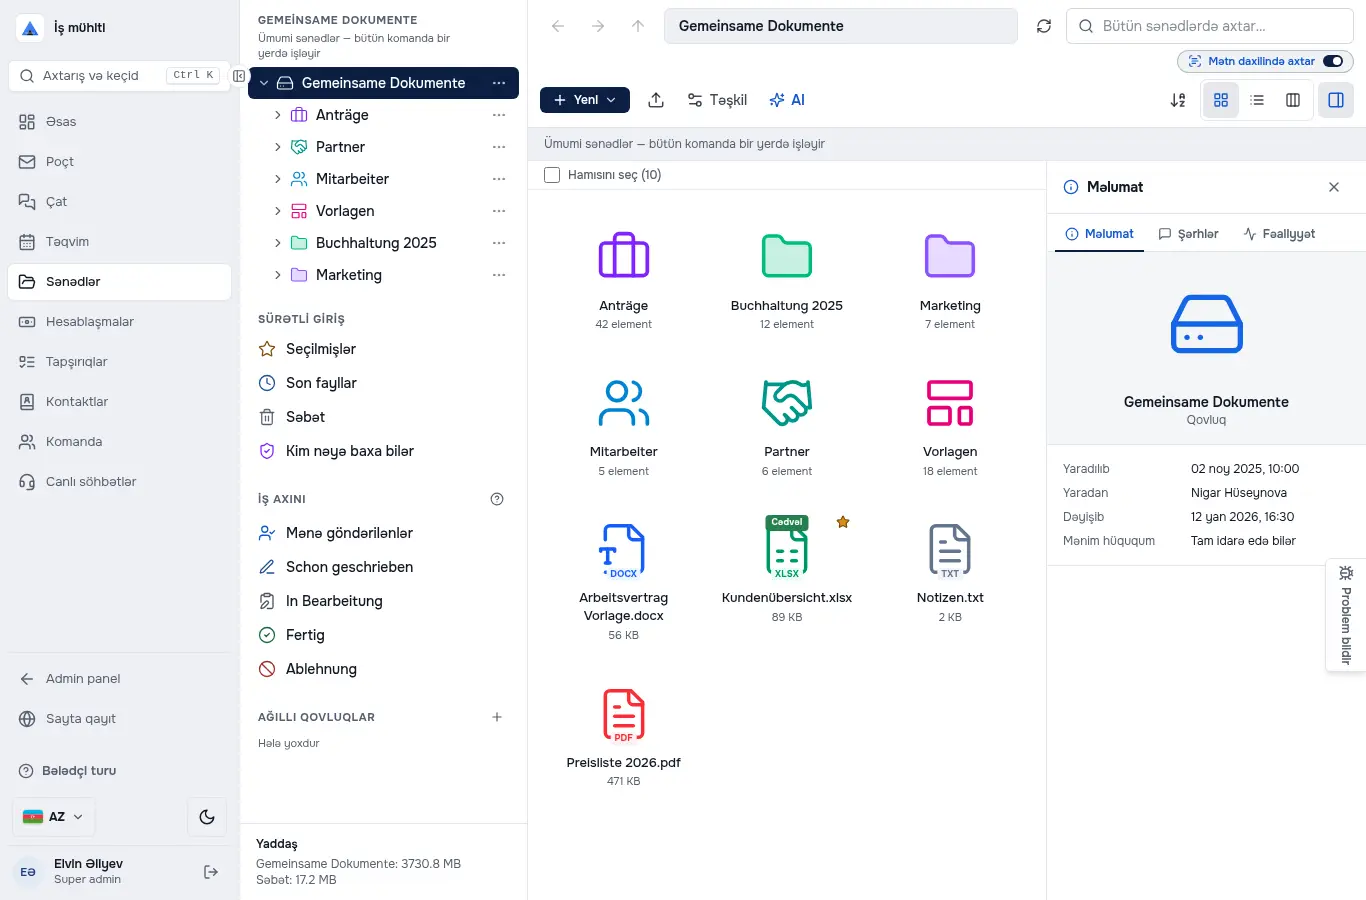 İş mühiti
Axtarış və keçid
Ctrl K
Əsas
Poçt
Çat
Təqvim
Sənədlər
Hesablaşmalar
Tapşırıqlar
Kontaktlar
Komanda
Canlı söhbətlər
Admin panel
Sayta qayıt
Bələdçi turu
AZ
EƏ
Elvin Əliyev
Super admin
GEMEİNSAME DOKUMENTE
Ümumi sənədlər — bütün komanda bir
yerdə işləyir
Gemeinsame Dokumente
Anträge
Partner
Mitarbeiter
Vorlagen
Buchhaltung 2025
Marketing
SÜRƏTLİ GİRİŞ
Seçilmişlər
Son fayllar
Səbət
Kim nəyə baxa bilər
İŞ AXINI
Mənə göndərilənlər
Schon geschrieben
In Bearbeitung
Fertig
Ablehnung
AĞILLI QOVLUQLAR
Hələ yoxdur
Yaddaş
Gemeinsame Dokumente: 3730.8 MB
Səbət: 17.2 MB
Gemeinsame Dokumente
Bütün sənədlərdə axtar...
Mətn daxilində axtar
Yeni
Təşkil
AI
Ümumi sənədlər — bütün komanda bir yerdə işləyir
Hamısını seç (10)
Anträge
42 element
Buchhaltung 2025
12 element
Marketing
7 element
Mitarbeiter
5 element
Partner
6 element
Vorlagen
18 element
DOCX
Arbeitsvertrag
Vorlage.docx
56 KB
Cədvəl
XLSX
Kundenübersicht.xlsx
89 KB
TXT
Notizen.txt
2 KB
PDF
Preisliste 2026.pdf
471 KB
Məlumat
Məlumat
Şərhlər
Fəaliyyət
Gemeinsame Dokumente
Qovluq
Yaradılıb
02 noy 2025, 10:00
Yaradan
Nigar Hüseynova
Dəyişib
12 yan 2026, 16:30
Mənim hüququm
Tam idarə edə bilər
Problem bildir